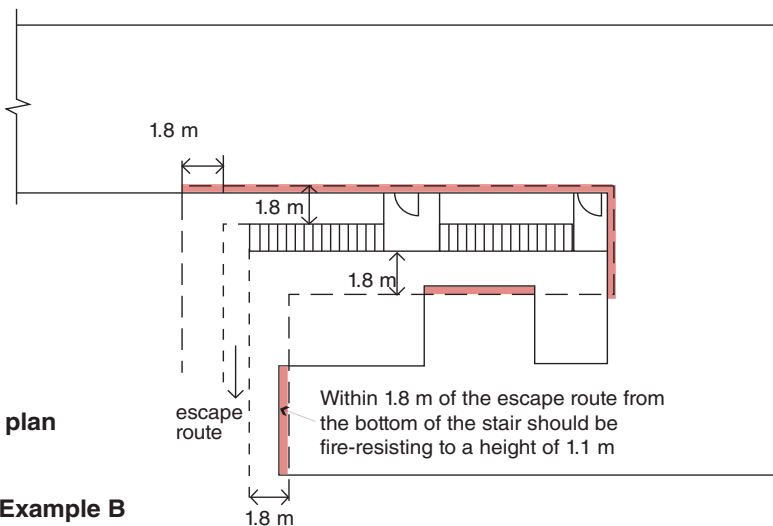 1.8 m
1.8 m
1.8 m
Within 1.8 m of the escape route from
the bottom of the stair should be
fire-resisting to a height of 1.1 m
escape
route
plan
Example B
1.8 m